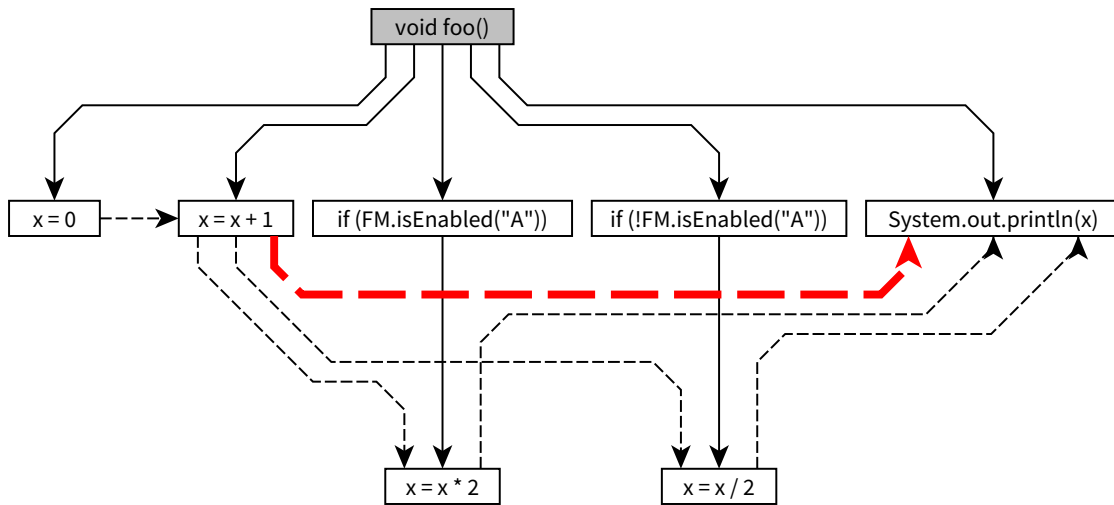 void foo()
x = 0
x = x + 1
if (FM.isEnabled("A"))
if (!FM.isEnabled("A"))
System.out.println(x)
x = x * 2
x = x / 2